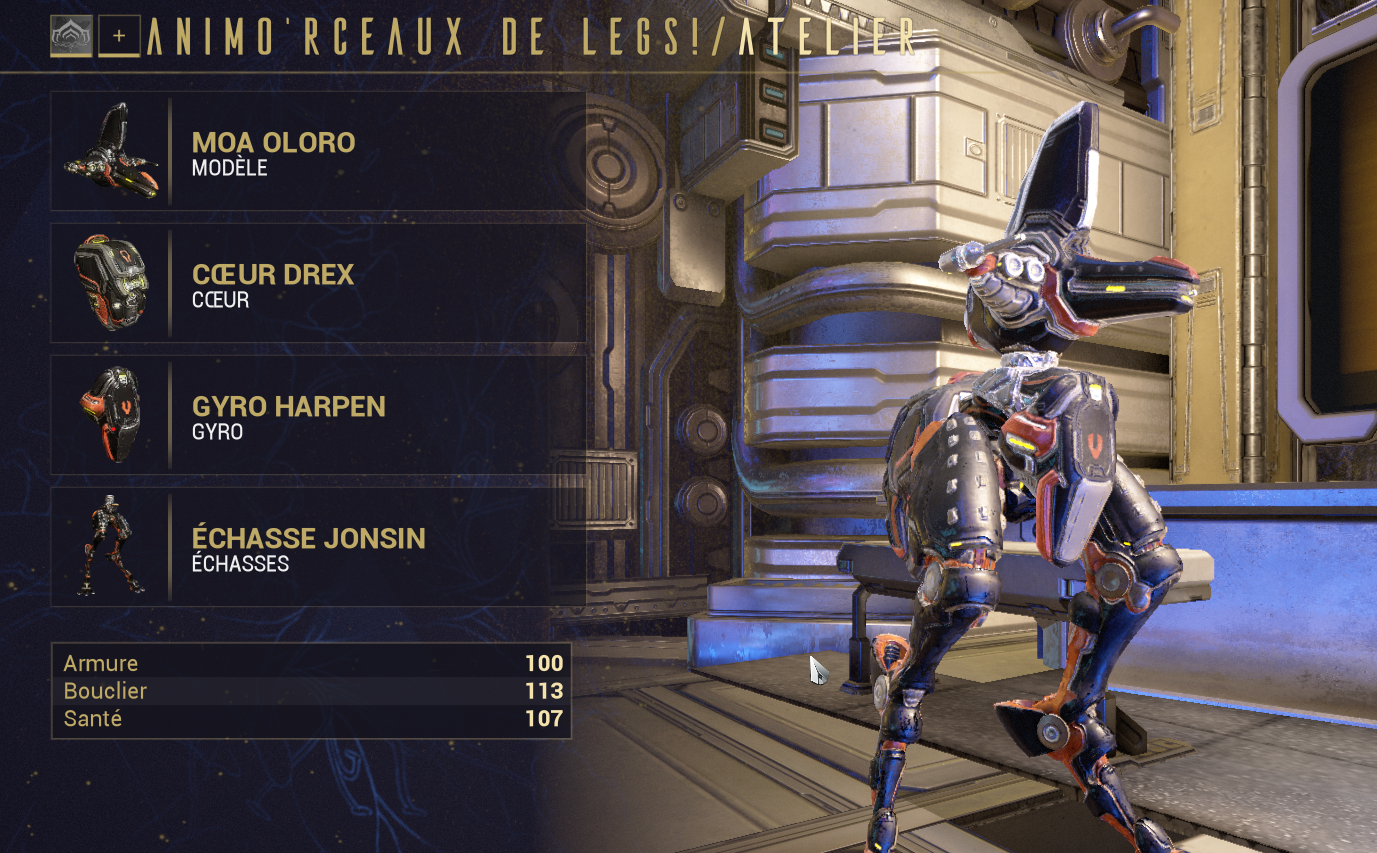 +
ANIMO'RCEAUX DE LEGS!/ATELIER
MOA OLORO
MODÈLE
CŒUR DREX
CŒUR
GYRO HARPEN
GYRO
ÉCHASSE JONSIN
ÉCHASSES
Armure 100
Bouclier 113
Santé 107